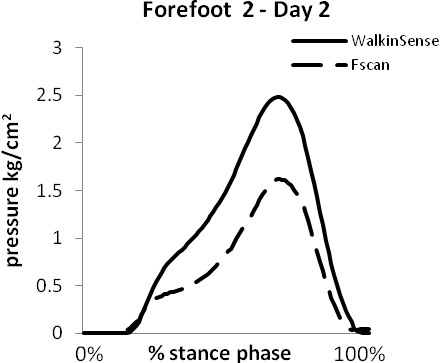 Forefoot 2 - Day 2
WalkinSense
Fscan
pressure kg/cm²
3
2.5
2
1.5
1
0.5
0
0%
% stance phase
100%